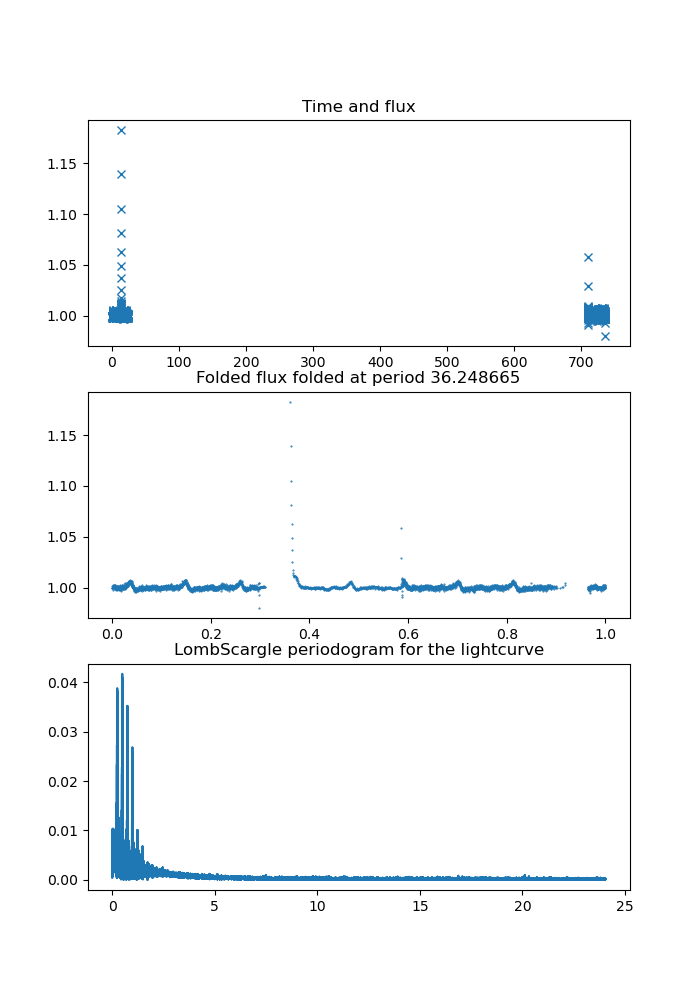 Time and flux
1.15
1.10
1.05
1.00
0 100 200 300 400 500 600 700
Folded flux folded at period 36.248665
1.15
1.10
1.05
1.00
0.0 0.2 0.4 0.6 0.8 1.0
LombScargle periodogram for the lightcurve
0.04
0.03
0.02
0.01
0.00
0 5 10 15 20 25